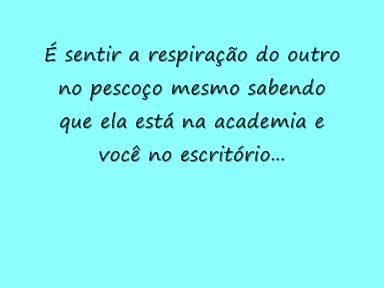 É sentir a respiração do outro
no pescoço mesmo sabendo
que ela está na academia e
você no escritório...